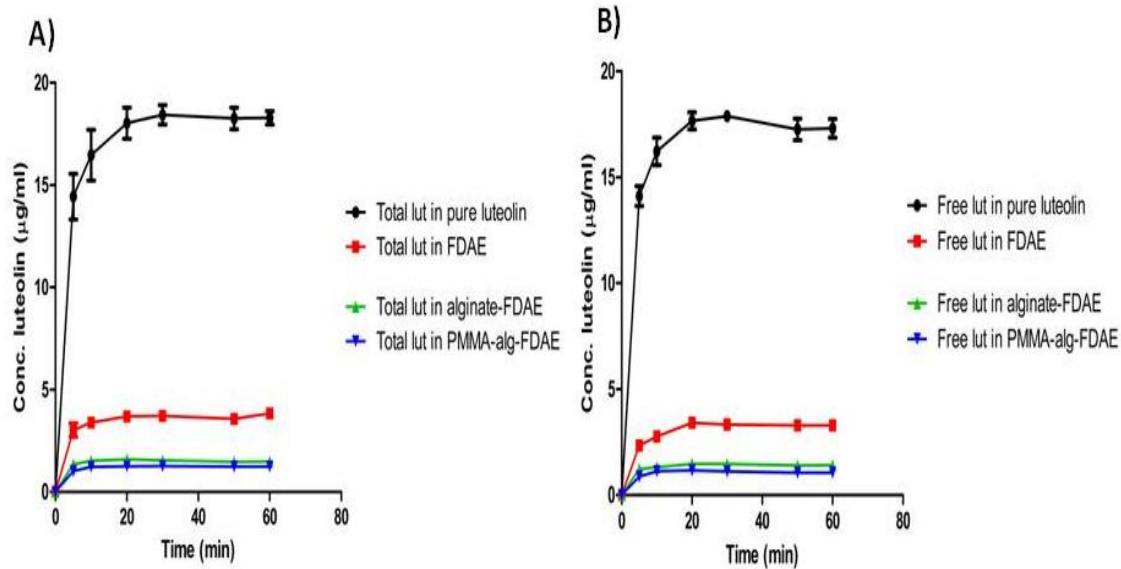 A)
20
15
10
5
0
0
20
40
60
80
Conc. luteolin (µg/ml)
Time (min)
Total lut in pure luteolin
Total lut in FDAE
Total lut in alginate-FDAE
Total lut in PMMA-alg-FDAE
B)
20
15
10
5
0
0
20
40
60
80
Conc. luteolin (µg/ml)
Time (min)
Free lut in pure luteolin
Free lut in FDAE
Free lut in alginate-FDAE
Free lut in PMMA-alg-FDAE